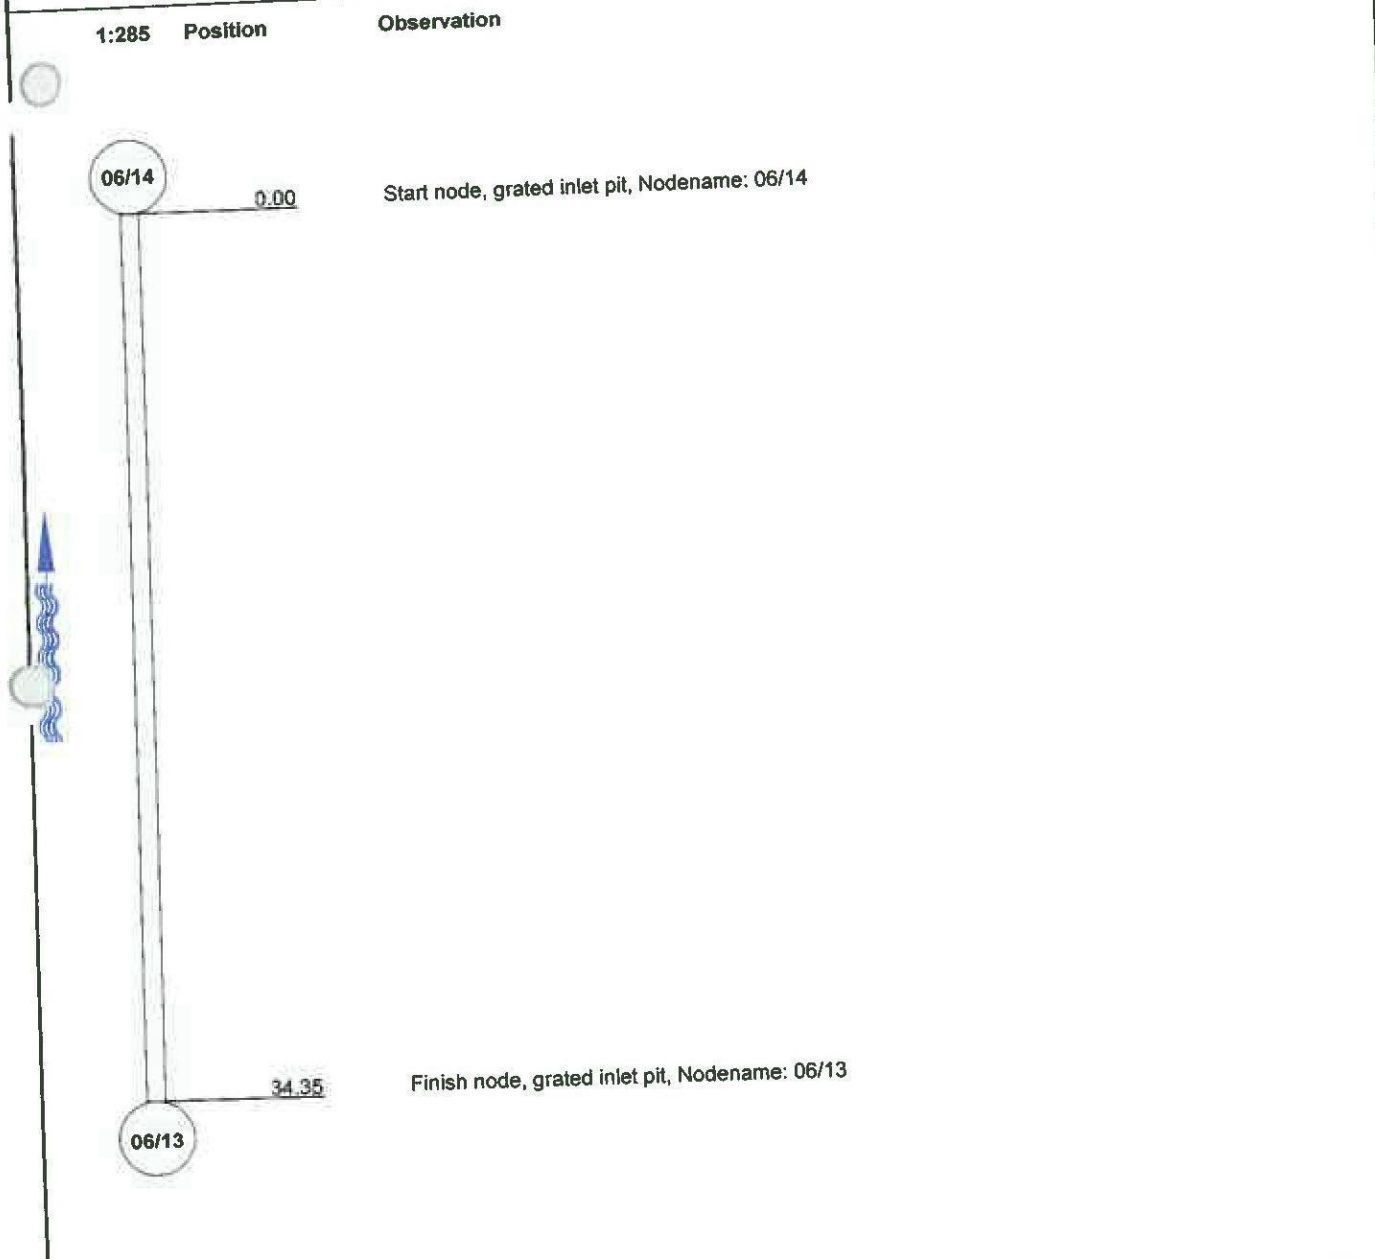 1:285 Position Observation
06/14
0.00 Start node, grated inlet pit, Nodename: 06/14
34.35 Finish node, grated inlet pit, Nodename: 06/13
06/13